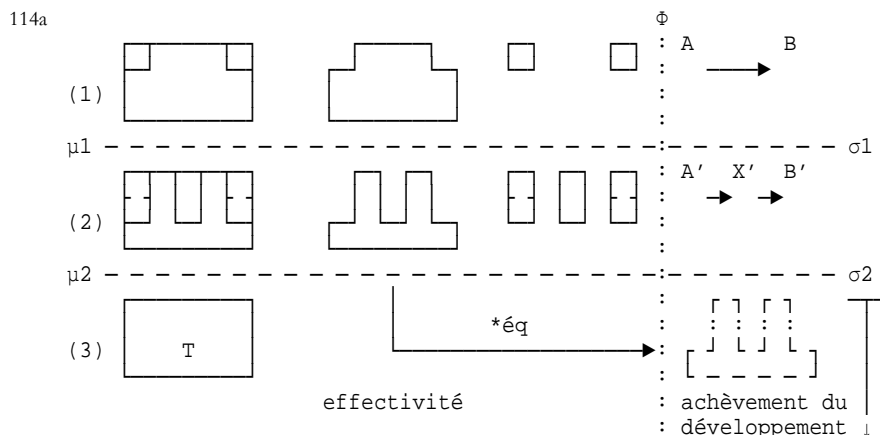 114a
Φ
A B
(1)
μ1 σ1
A′ X′ B′
(2)
μ2 σ2
*éq
(3) T
effectivité achèvement du
développement